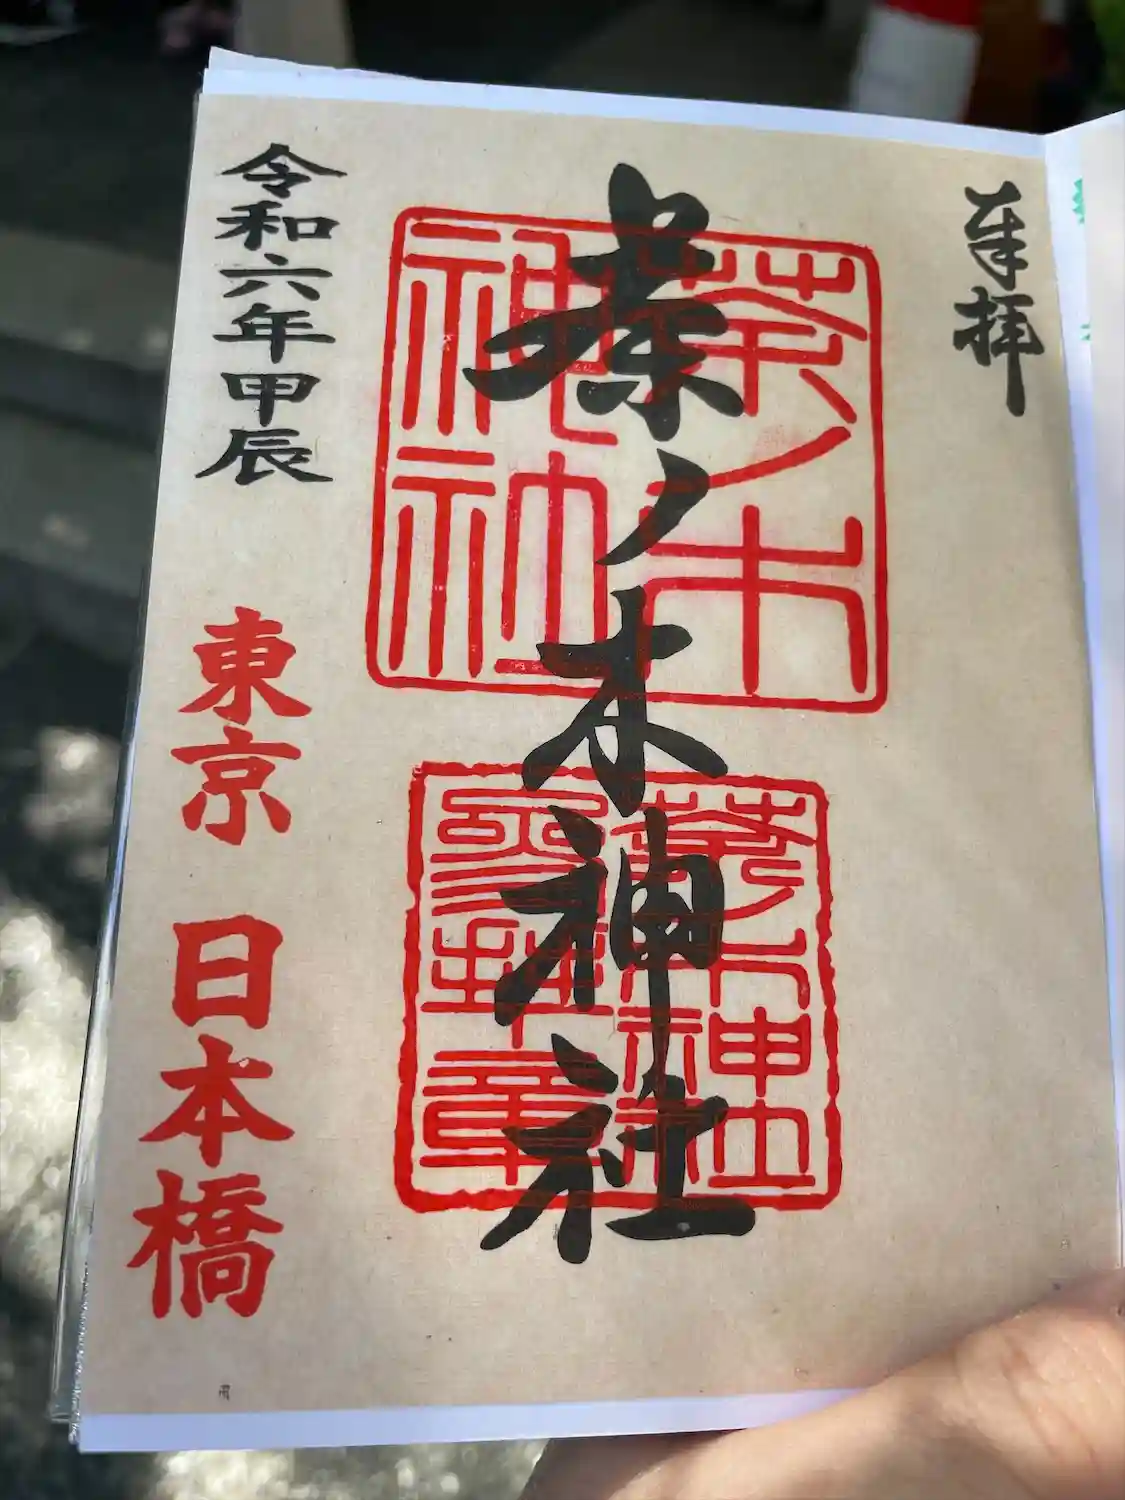 奉拝
茶ノ木神社
茶ノ木
神社
令和六年甲辰
東京 日本橋